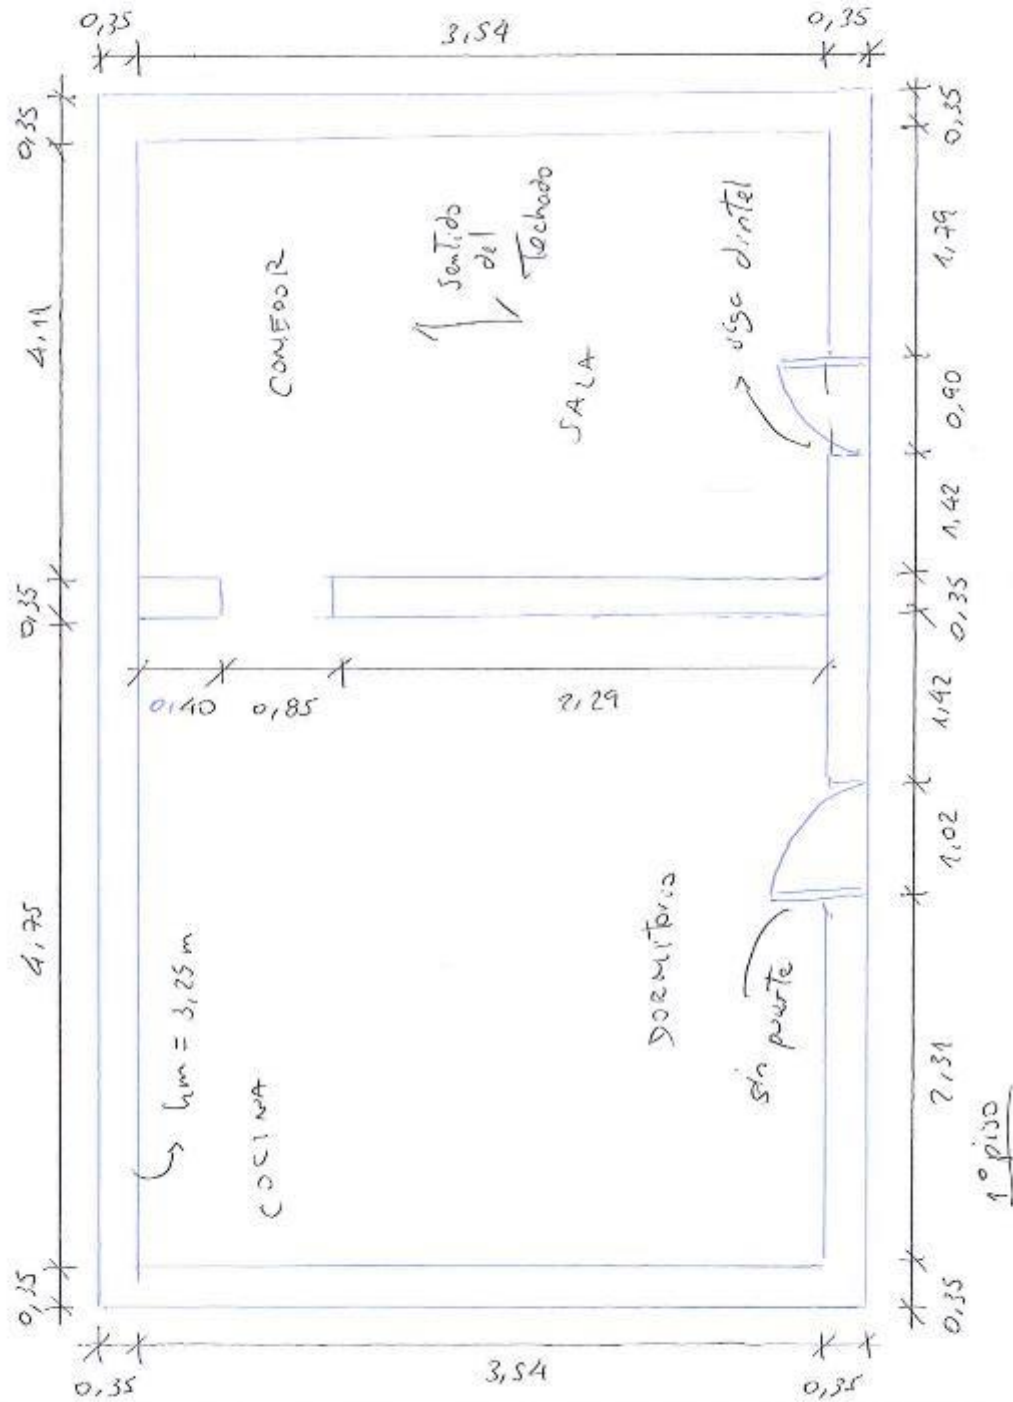 0,35
3,54
0,35
0,35
4,11
0,35
4,75
0,35
COMEDOR
Sentido
del
Techado
SALA
viga dintel
0,35
1,79
0,90
1,42
0,35
1,42
1,02
2,31
0,35
0,40
0,85
2,29
hm = 3,25 m
COCINA
DORMITORIO
sin puerta
1° piso
0,35
3,54
0,35